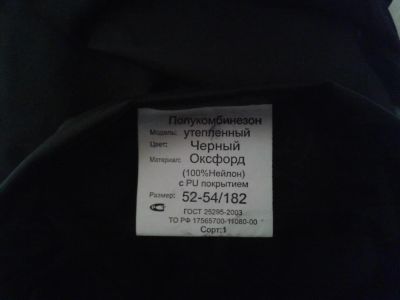 Полукомбинезон
Модель: утепленный
Цвет: Черный
Материал: Оксфорд
(100%Нейлон)
с PU покрытием
Размер: 52-54/182
ГОСТ 25295-2003
ТО РФ 17565700-11080-00
Сорт:1